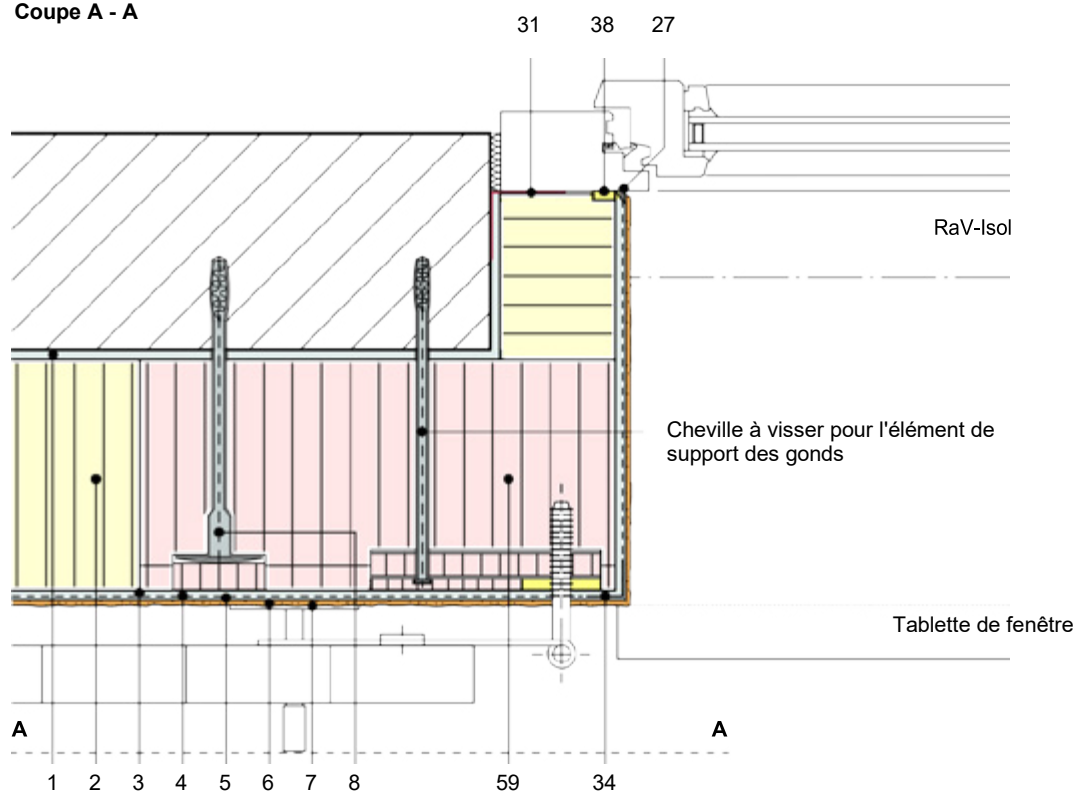 Coupe A - A
31 38 27
RaV-Isol
Cheville à visser pour l'élément de
support des gonds
Tablette de fenêtre
A A
1 2 3 4 5 6 7 8 59 34